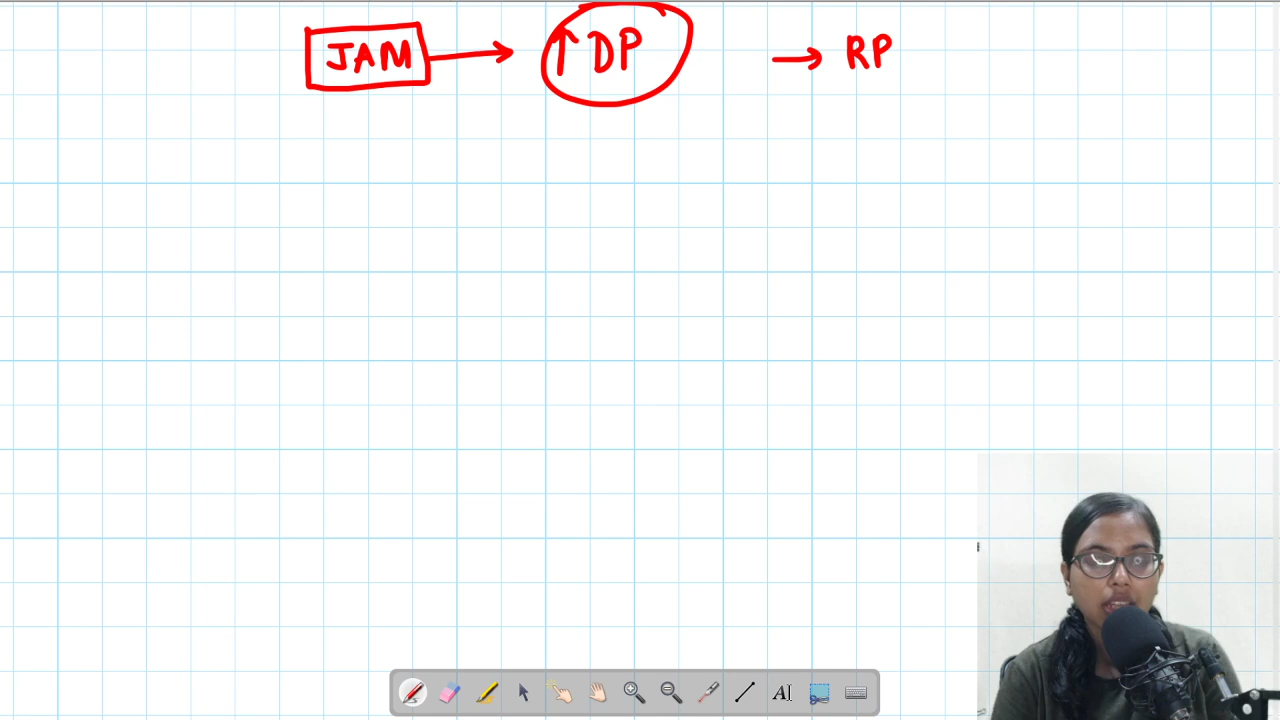 JAM → ↑ DP → RP